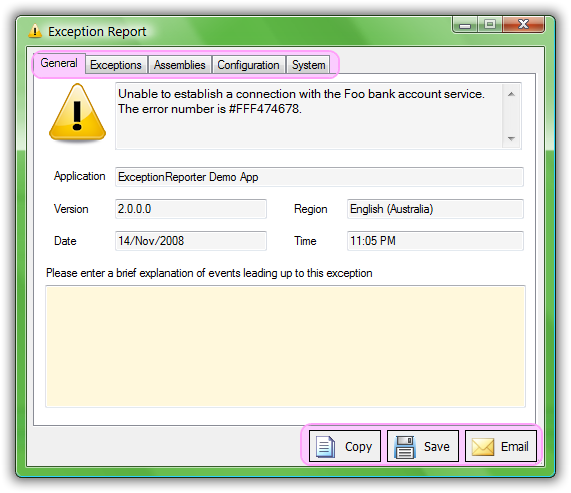 Exception Report
General Exceptions Assemblies Configuration System
Unable to establish a connection with the Foo bank account service.
The error number is #FFF474678.
Application ExceptionReporter Demo App
Version 2.0.0.0 Region English (Australia)
Date 14/Nov/2008 Time 11:05 PM
Please enter a brief explanation of events leading up to this exception
Copy Save Email